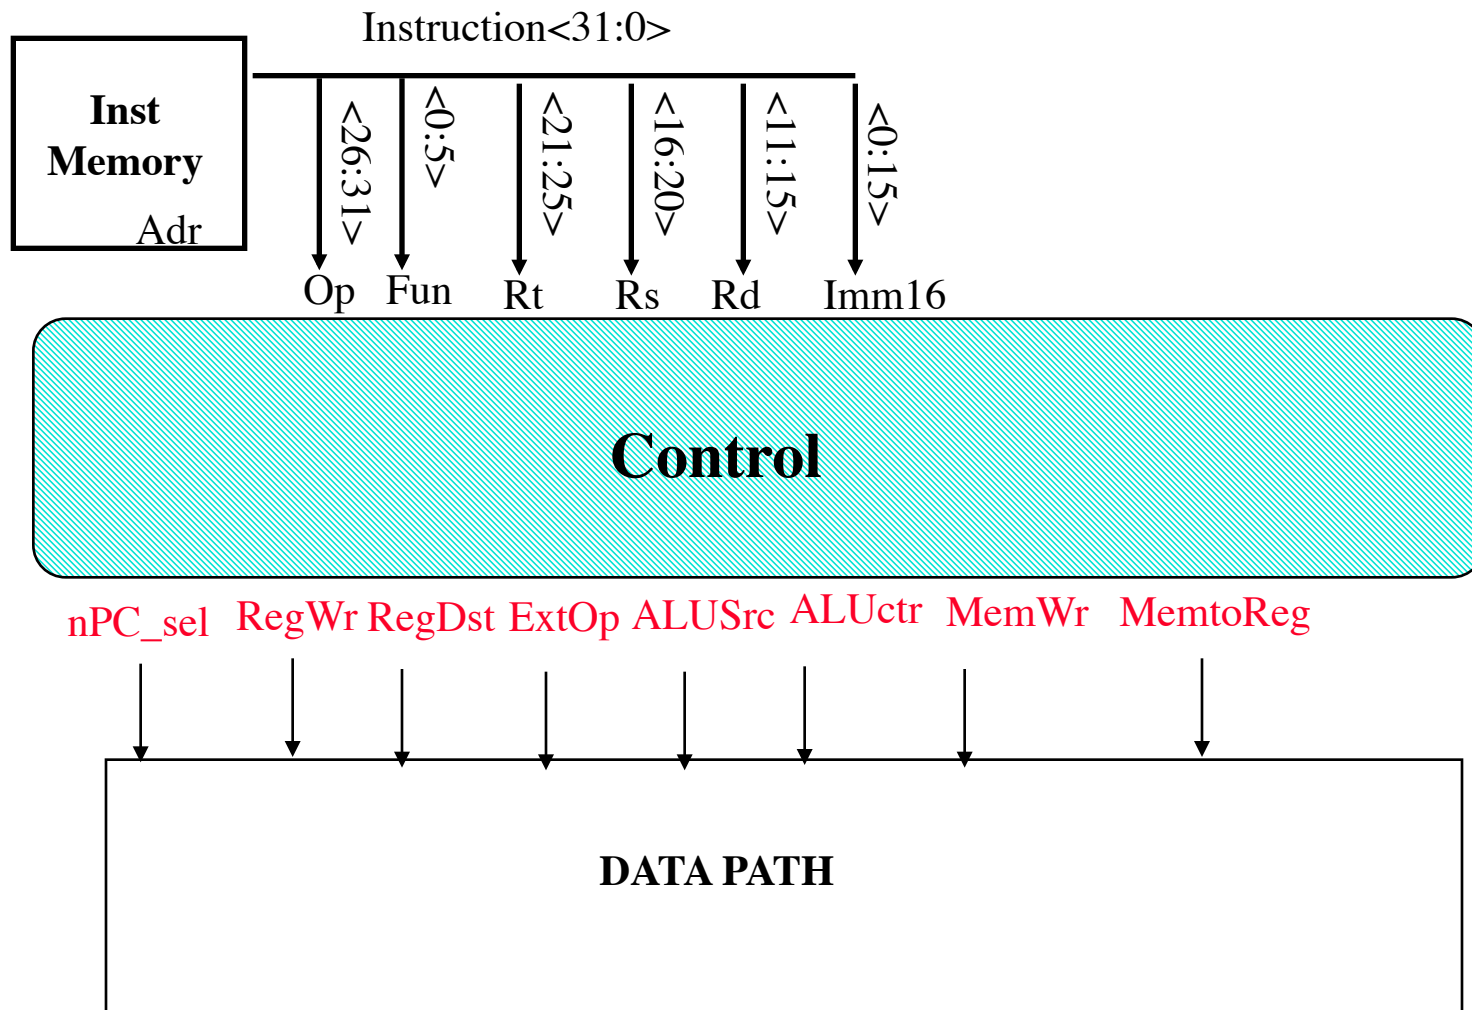 Instruction<31:0>
Inst
Memory
Adr
<26:31>
<0:5>
<21:25>
<16:20>
<11:15>
<0:15>
Op Fun Rt Rs Rd Imm16
Control
nPC_sel RegWr RegDst ExtOp ALUSrc ALUctr MemWr MemtoReg
DATA PATH